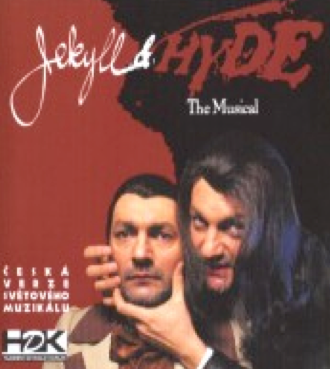 Jekyll & HYDE
The Musical
ČESKÁ
VERZE
SVĚTOVÉHO
MUZIKÁLU
HDK